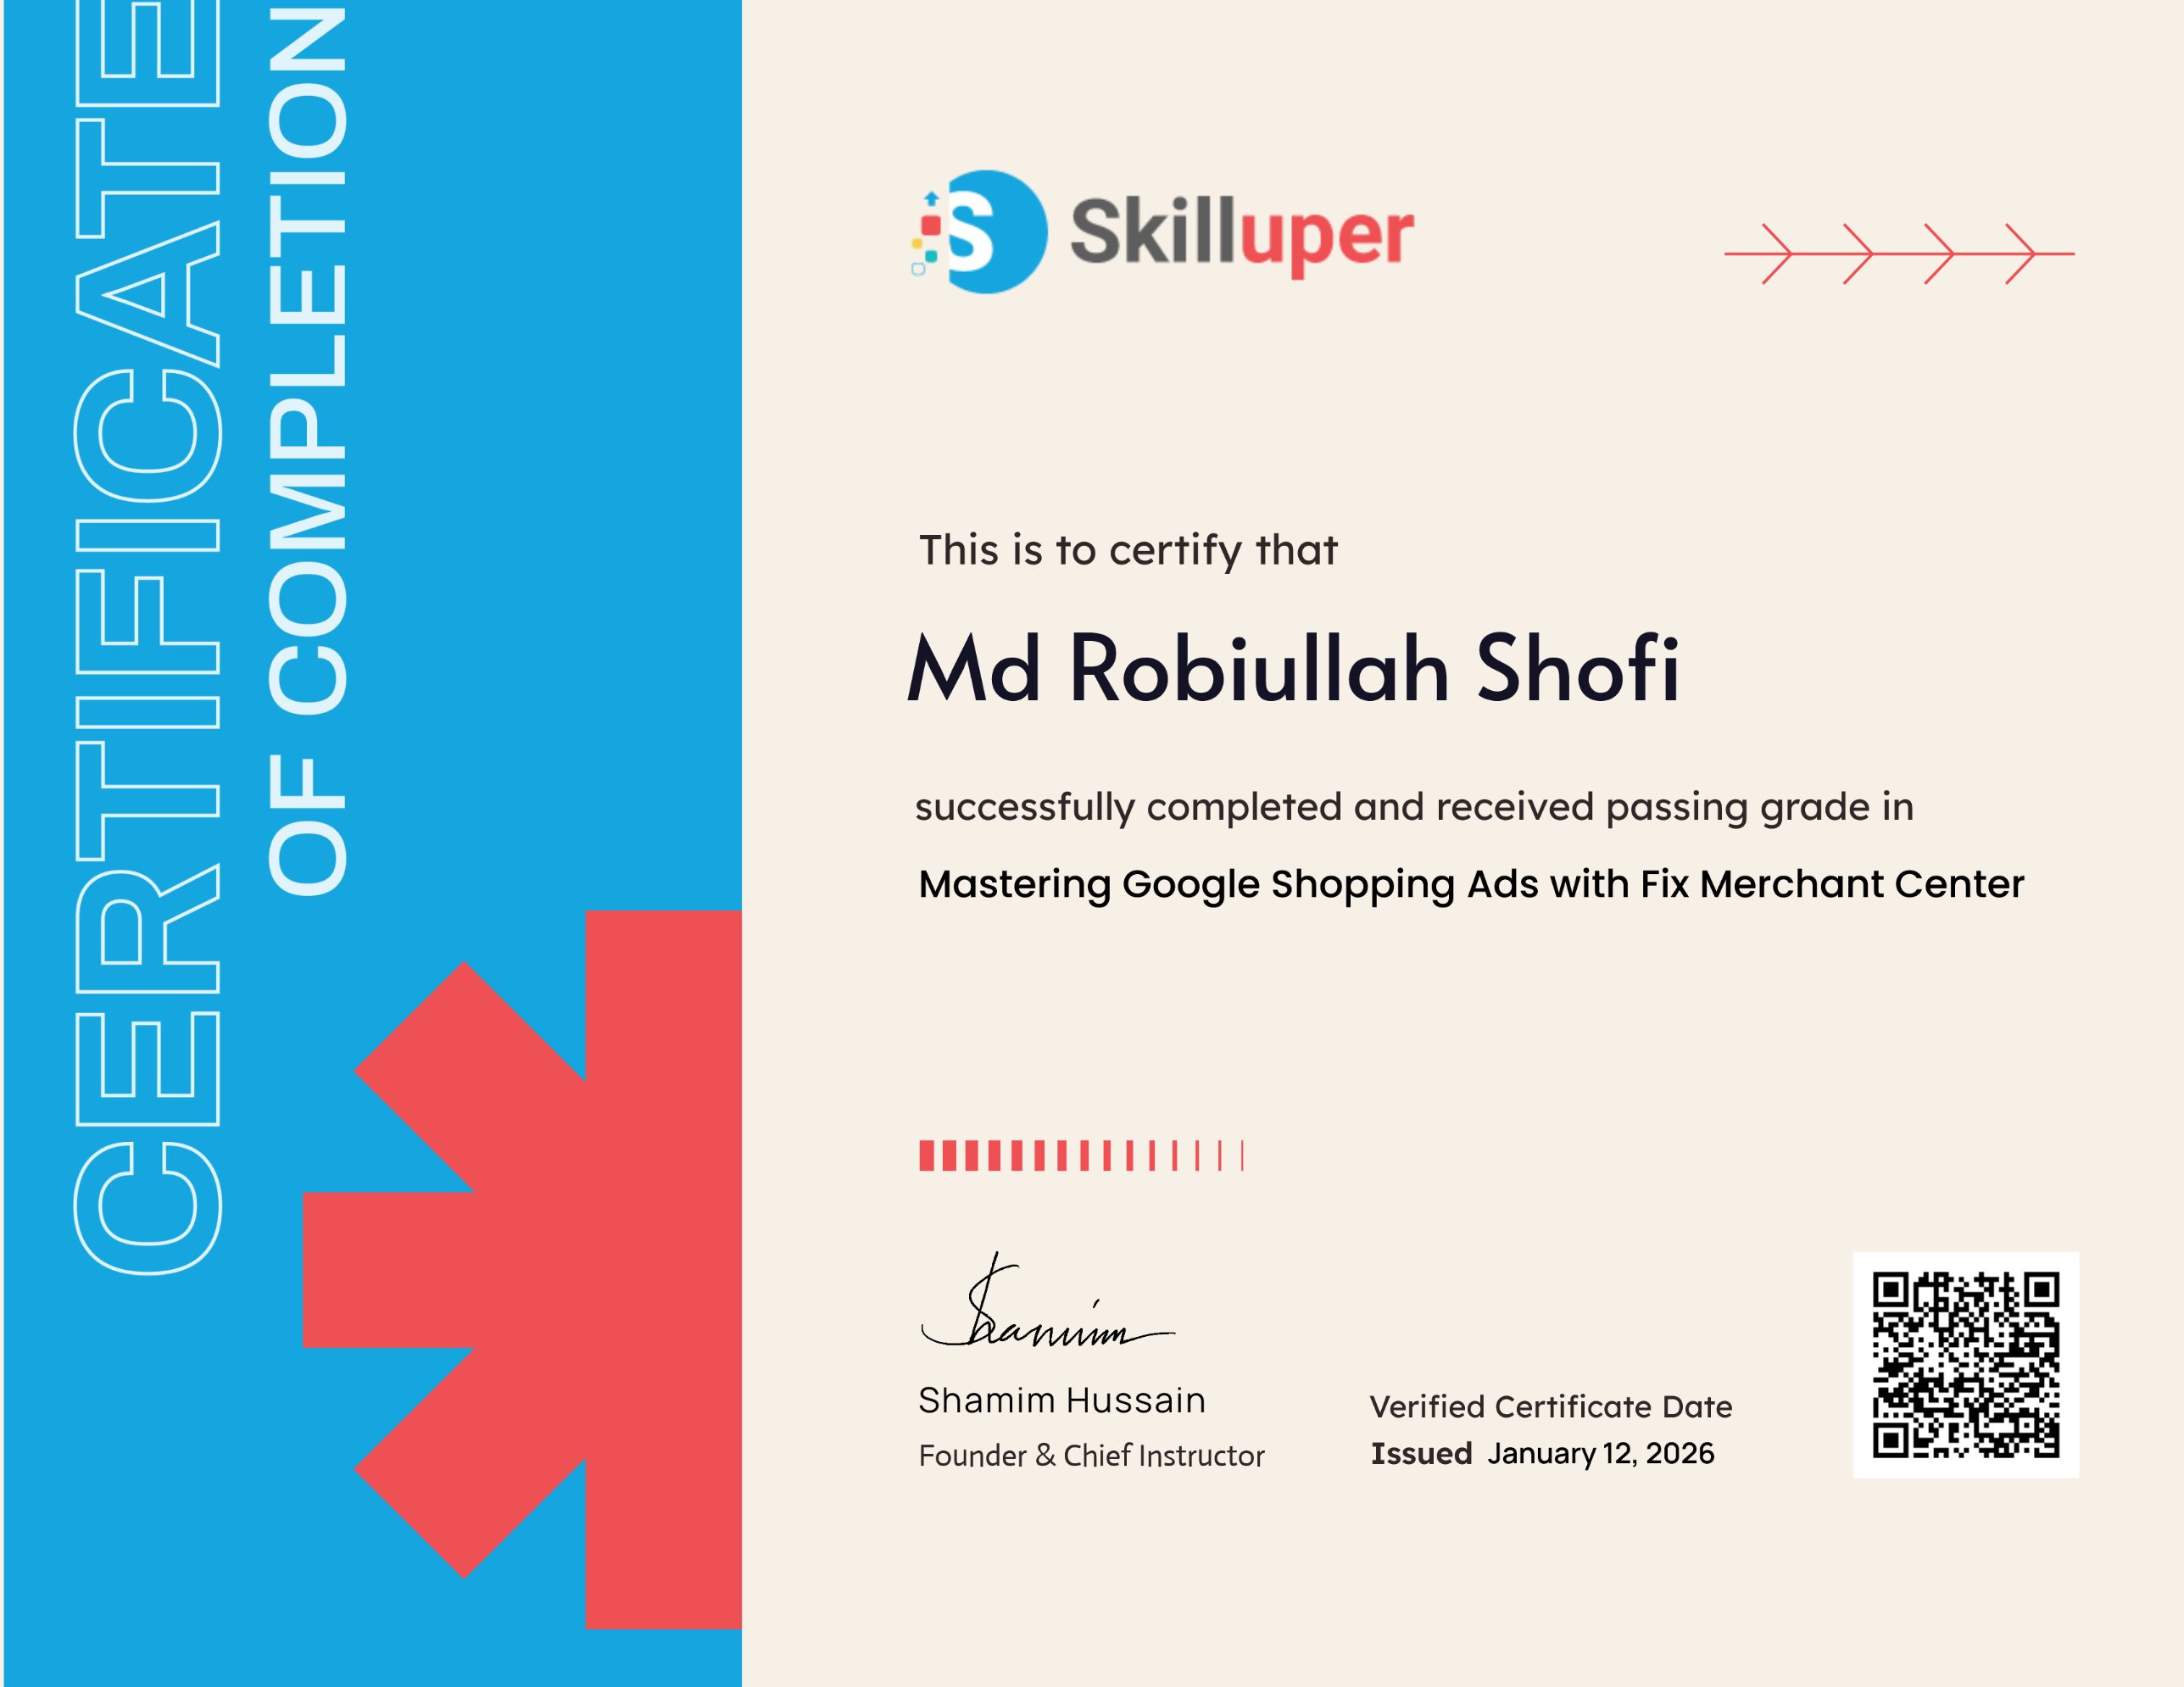 CERTIFICATE
OF COMPLETION
Skilluper
This is to certify that
Md Robiullah Shofi
successfully completed and received passing grade in
Mastering Google Shopping Ads with Fix Merchant Center
Shamim
Shamim Hussain
Founder & Chief Instructor
Verified Certificate Date
Issued January 12, 2026